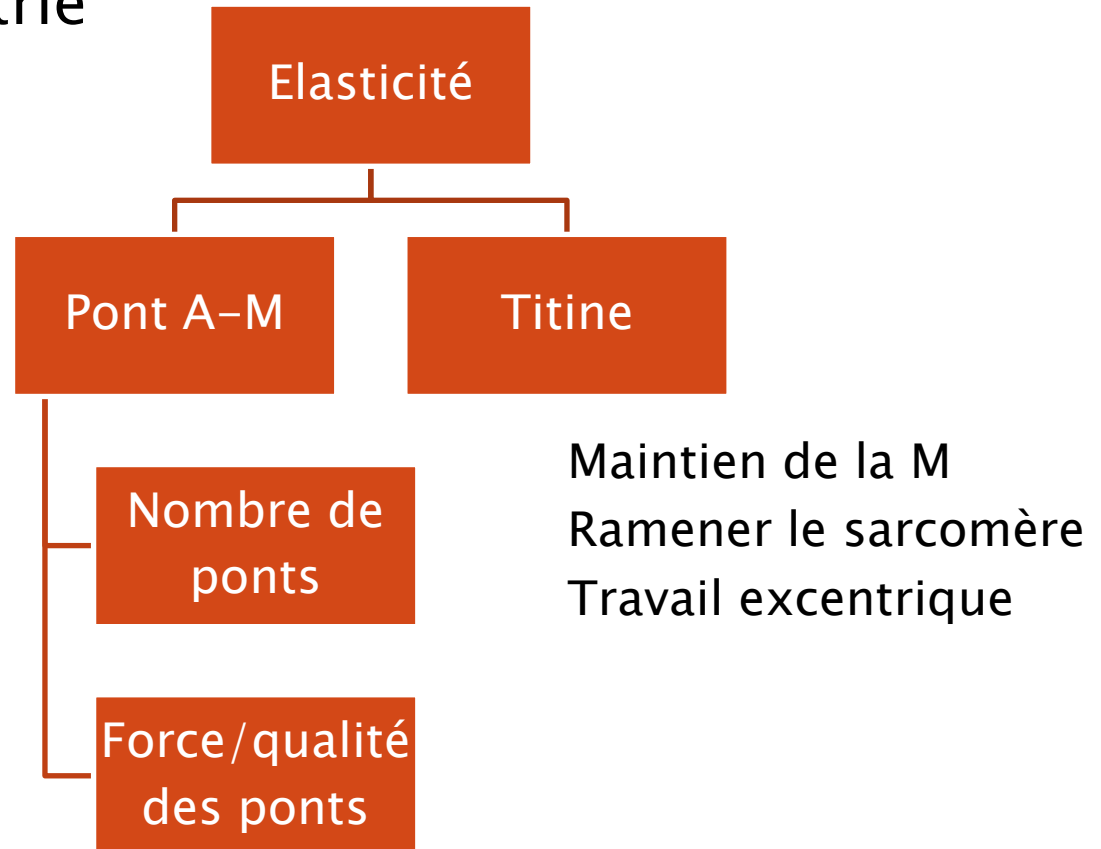 Elasticité
Pont A-M
Titine
Nombre de
ponts
Force/qualité
des ponts
Maintien de la M
Ramener le sarcomère
Travail excentrique